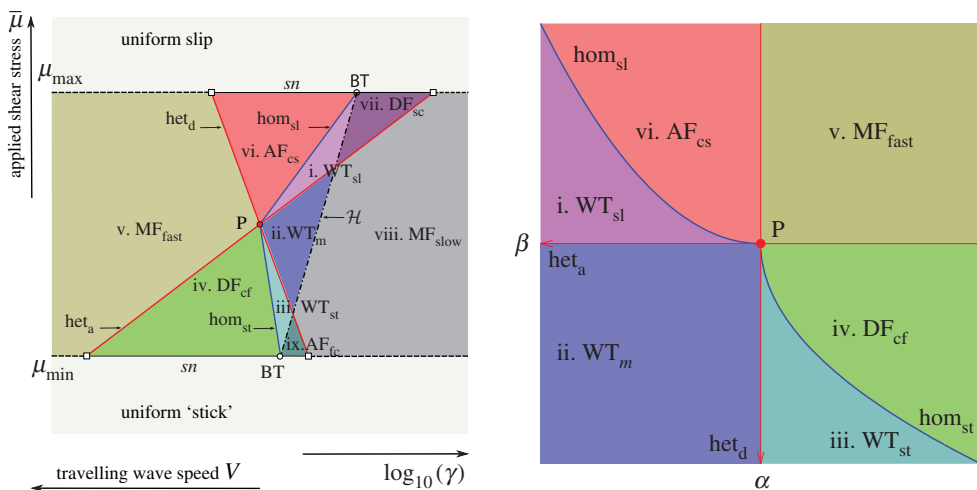 μ̄
uniform slip
μmax
sn
BT
vii. DFsc
hetd
homsl
vi. AFcs
i. WTsl
applied shear stress
P
ℋ
v. MFfast
ii.WTm
viii. MFslow
iv. DFcf
iii. WTst
heta
homst
ix.AFfc
μmin
sn
BT
uniform ‘stick’
travelling wave speed V
log10(γ)
homsl
vi. AFcs
v. MFfast
i. WTsl
P
β
heta
iv. DFcf
ii. WTm
homst
hetd
iii. WTst
α